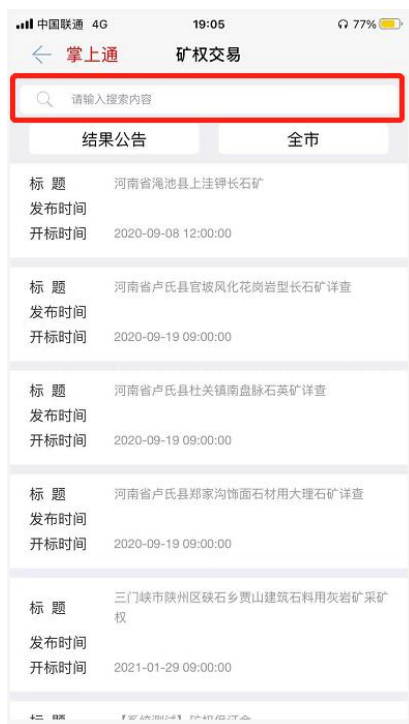 中国联通 4G 19:05 77%
掌上通 矿权交易
请输入搜索内容
结果公告 全市
标 题 河南省渑池县上洼钾长石矿
发布时间
开标时间 2020-09-08 12:00:00
标 题 河南省卢氏县官坡风化花岗岩型长石矿详查
发布时间
开标时间 2020-09-19 09:00:00
标 题 河南省卢氏县杜关镇南盘脉石英矿详查
发布时间
开标时间 2020-09-19 09:00:00
标 题 河南省卢氏县郑家沟饰面石材用大理石矿详查
发布时间
开标时间 2020-09-19 09:00:00
标 题 三门峡市陕州区硖石乡贾山建筑石料用灰岩矿采矿
权
发布时间
开标时间 2021-01-29 09:00:00